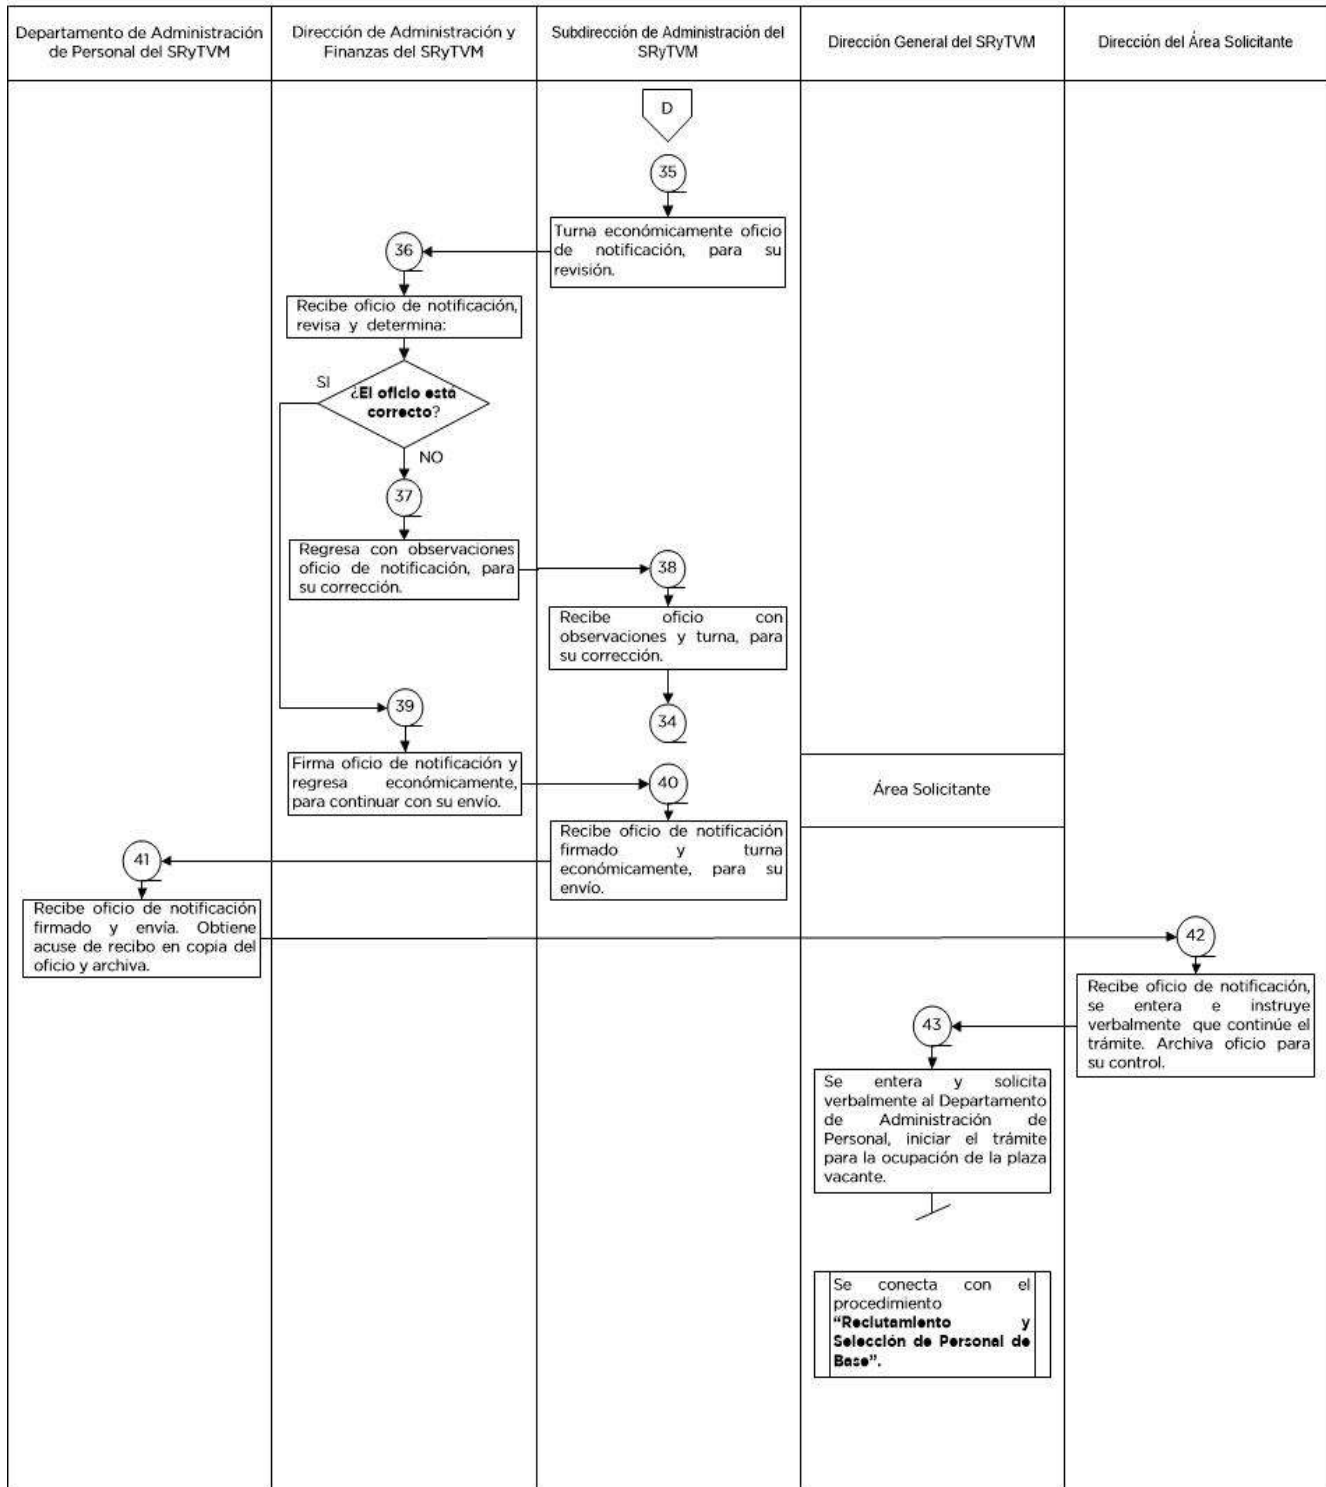 Departamento de Administración
de Personal del SRyTVM
Dirección de Administración y
Finanzas del SRyTVM
Subdirección de Administración del
SRyTVM
Dirección General del SRyTVM
Dirección del Área Solicitante
D
35
Turna económicamente oficio
de notificación, para su
revisión.
36
Recibe oficio de notificación,
revisa y determina:
SI
¿El oficio está
correcto?
NO
37
Regresa con observaciones
oficio de notificación, para
su corrección.
38
Recibe oficio con
observaciones y turna, para
su corrección.
34
39
Firma oficio de notificación y
regresa económicamente,
para continuar con su envío.
40
Área Solicitante
Recibe oficio de notificación
firmado y turna
económicamente, para su
envío.
41
Recibe oficio de notificación
firmado y envía. Obtiene
acuse de recibo en copia del
oficio y archiva.
42
Recibe oficio de notificación,
se entera e instruye
verbalmente que continúe el
trámite. Archiva oficio para
su control.
43
Se entera y solicita
verbalmente al Departamento
de Administración de
Personal, iniciar el trámite
para la ocupación de la plaza
vacante.
Se conecta con el
procedimiento
“Reclutamiento y
Selección de Personal de
Base”.